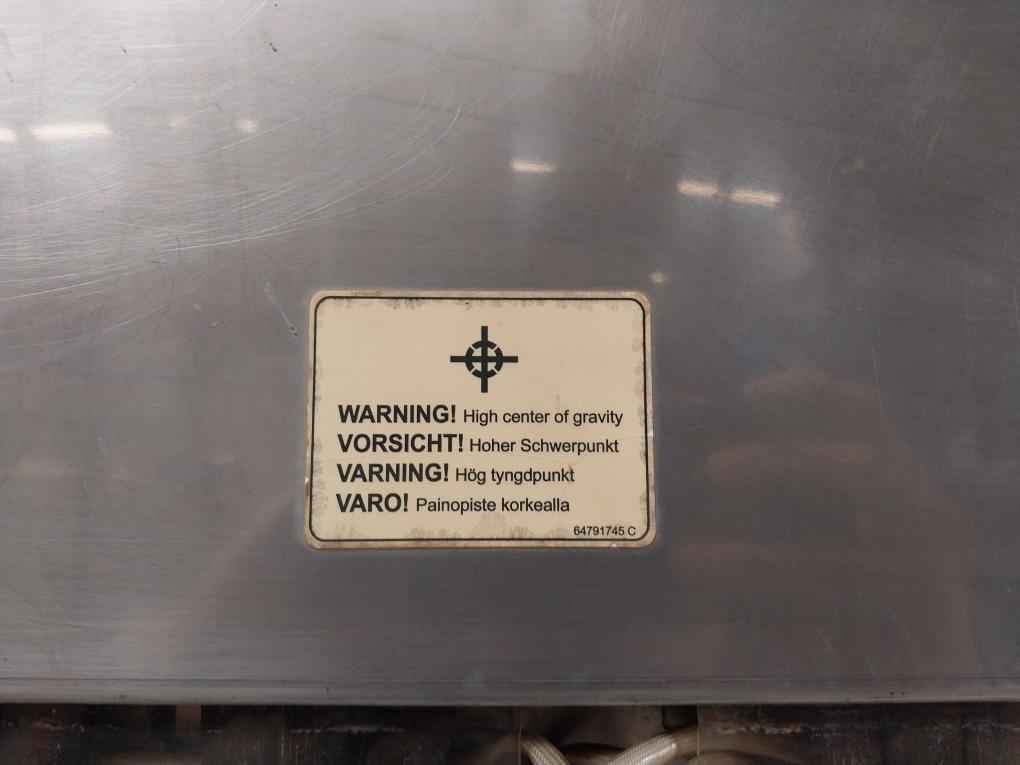 WARNING! High center of gravity
VORSICHT! Hoher Schwerpunkt
VARNING! Hög tyngdpunkt
VARO! Painopiste korkealla
64791745 C